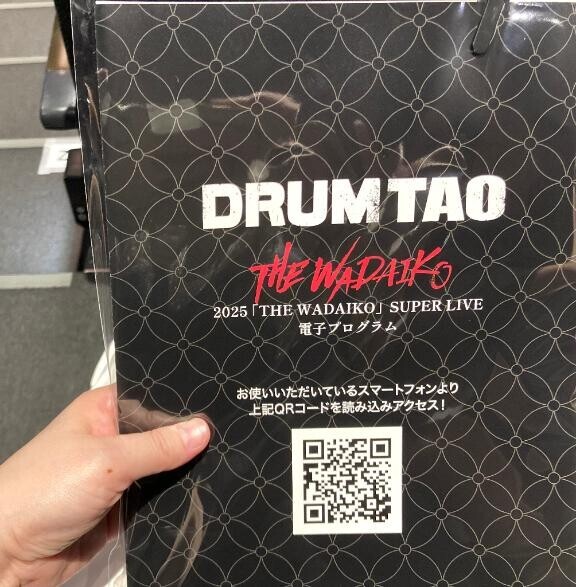 DRUM TAO
THE WADAIKO
2025「THE WADAIKO」SUPER LIVE
電子プログラム
お使いいただいているスマートフォンより
上記QRコードを読み込みアクセス！